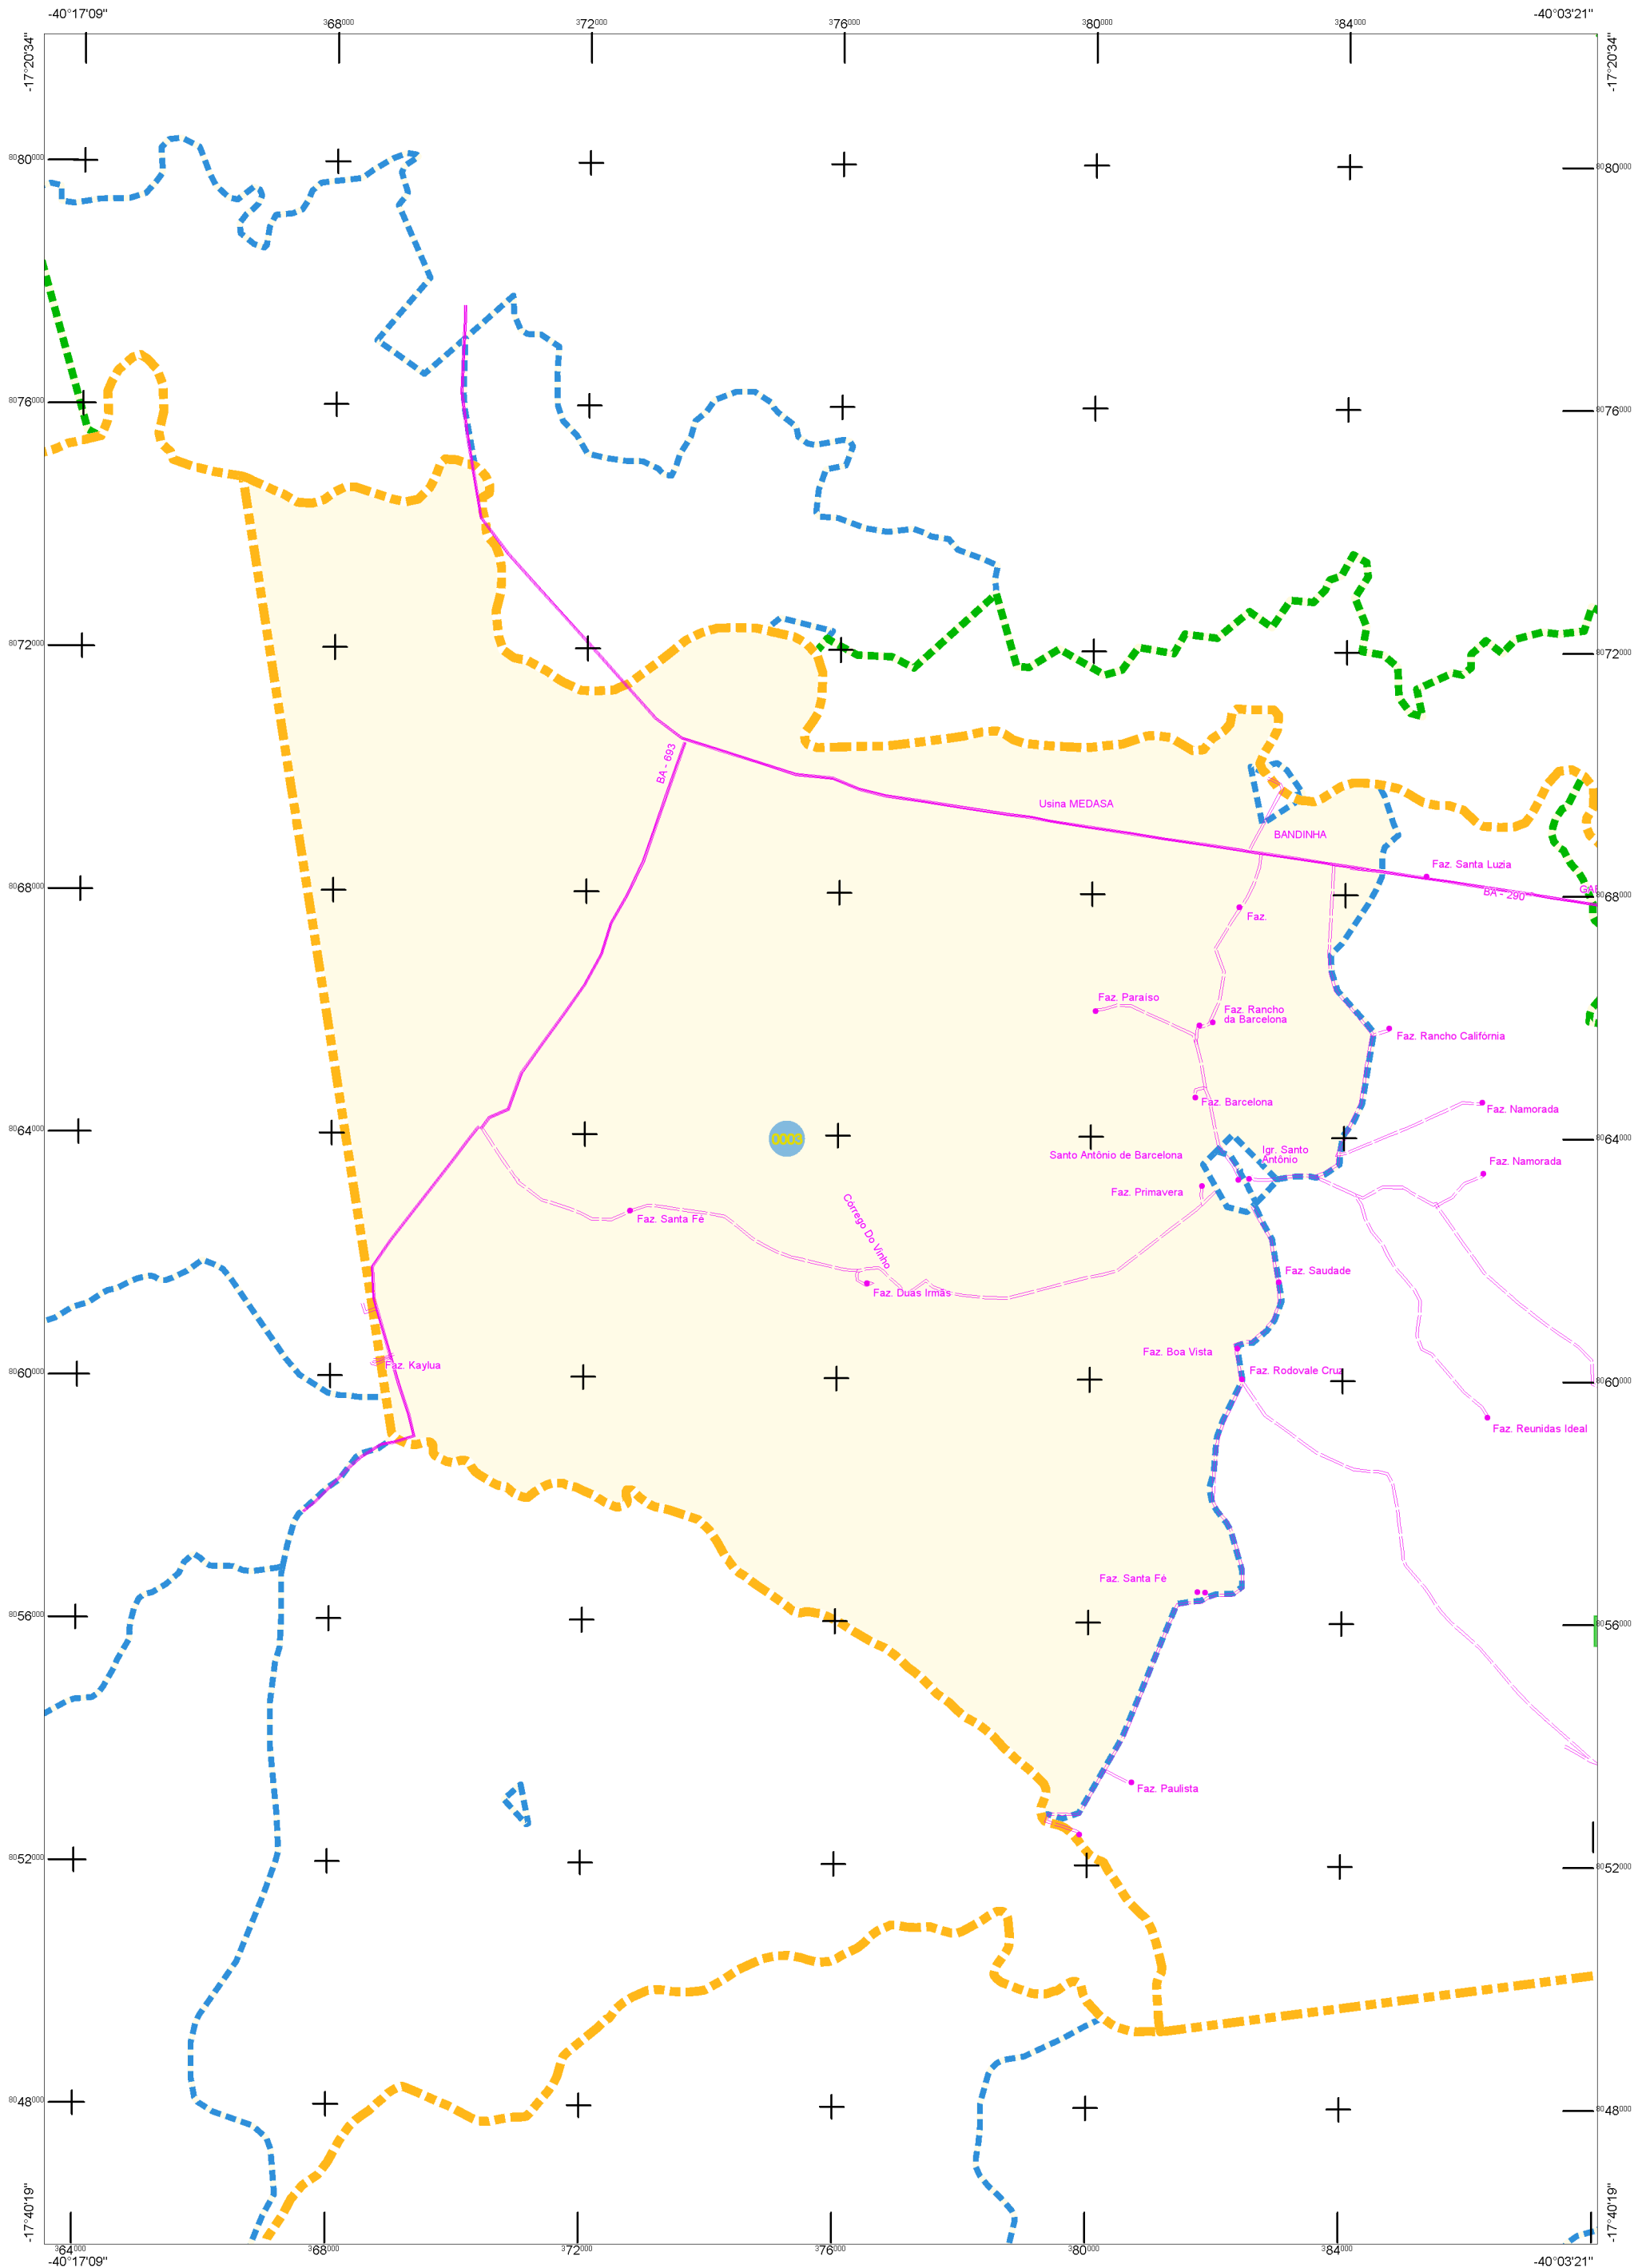 -40°17'09" -40°03'21"
368000 372000 376000 380000 384000
-17°20'34" -17°20'34"
8080000 8080000
8076000 8076000
8072000 8072000
BA - 693
Usina MEDASA
BANDINHA
Faz. Santa Luzia
8068000 BA - 290 8068000
Faz.
Faz. Paraíso
Faz. Rancho
da Barcelona
Faz. Rancho Califórnia
Faz. Barcelona
Faz. Namorada
8064000 0003 8064000
Santo Antônio de Barcelona
Igr. Santo
Antônio
Faz. Namorada
Faz. Primavera
Córrego Do Vinho
Faz. Santa Fé
Faz. Saudade
Faz. Duas Irmãs
Faz. Boa Vista
Faz. Kaylua
Faz. Rodovale Cruz
8060000 8060000
Faz. Reunidas Ideal
Faz. Santa Fé
8056000 8056000
Faz. Paulista
8052000 8052000
8048000 8048000
-17°40'19" -17°40'19"
364000 368000 372000 376000 380000 384000
-40°17'09" -40°03'21"